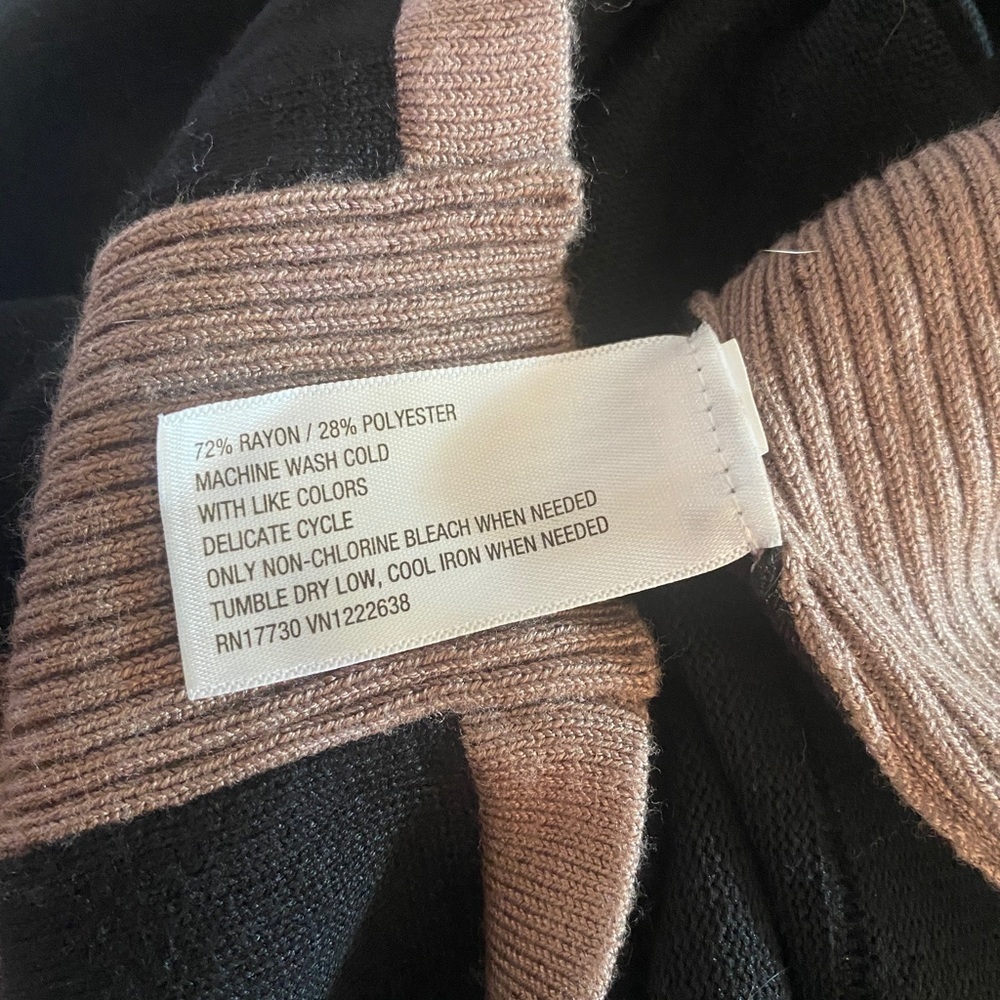 72% RAYON / 28% POLYESTER
MACHINE WASH COLD
WITH LIKE COLORS
DELICATE CYCLE
ONLY NON-CHLORINE BLEACH WHEN NEEDED
TUMBLE DRY LOW, COOL IRON WHEN NEEDED
RN17730 VN1222638